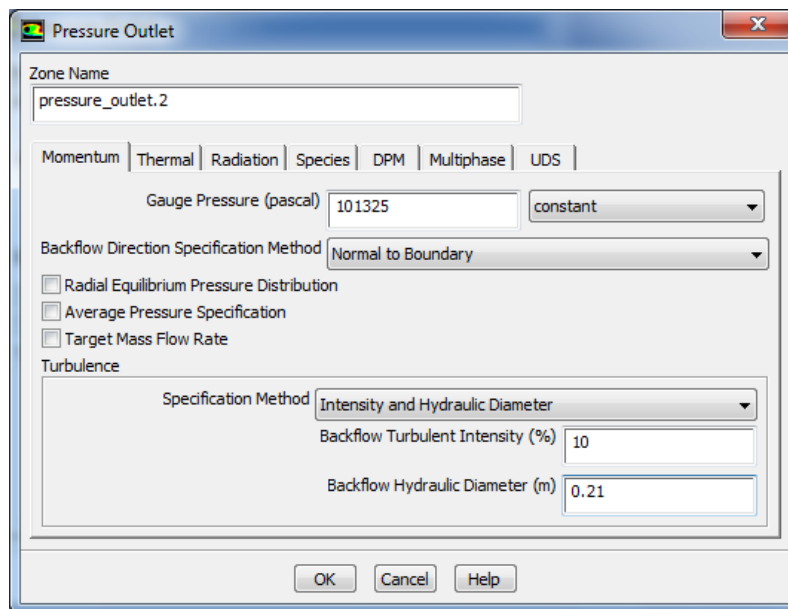 Pressure Outlet
Zone Name
pressure_outlet.2
Momentum Thermal Radiation Species DPM Multiphase UDS
Gauge Pressure (pascal) 101325 constant
Backflow Direction Specification Method Normal to Boundary
Radial Equilibrium Pressure Distribution
Average Pressure Specification
Target Mass Flow Rate
Turbulence
Specification Method Intensity and Hydraulic Diameter
Backflow Turbulent Intensity (%) 10
Backflow Hydraulic Diameter (m) 0.21
OK Cancel Help